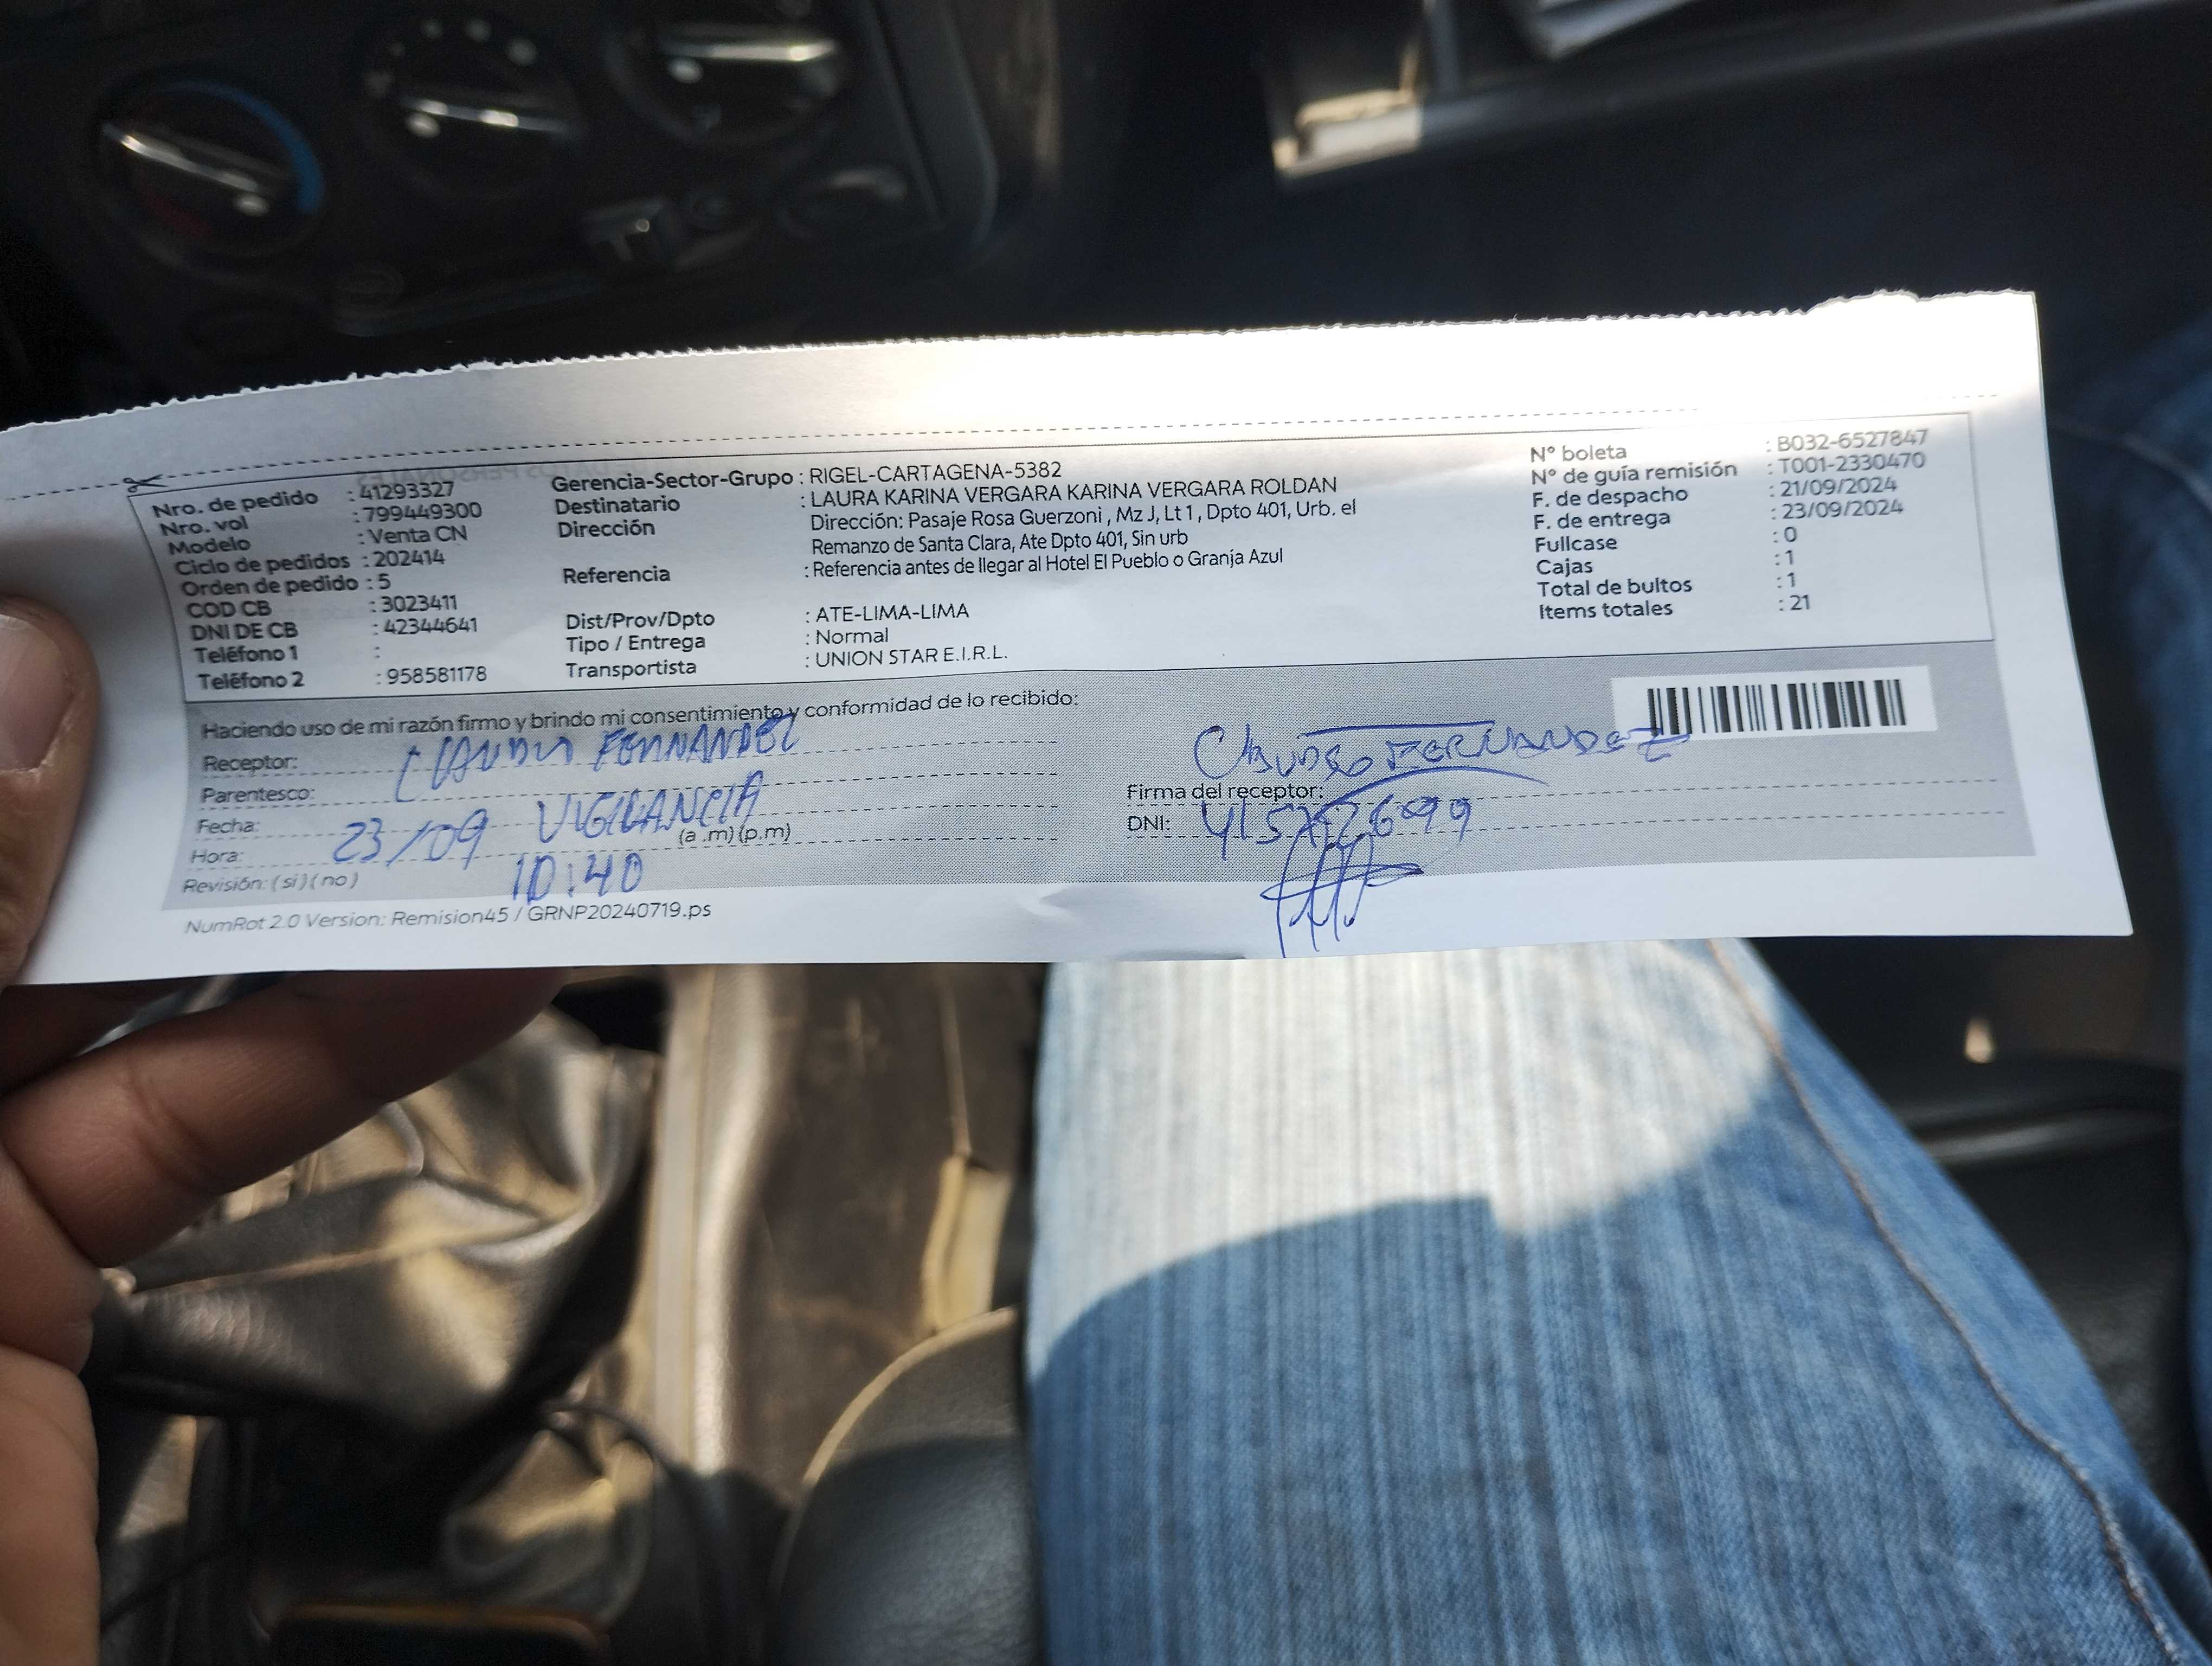 Nro. de pedido : 41293327
Nro. vol : 799449300
Modelo : Venta CN
Ciclo de pedidos : 202414
Orden de pedido : 5
COD CB : 3023411
DNI DE CB : 42344641
Teléfono 1 :
Teléfono 2 : 958581178
Gerencia-Sector-Grupo : RIGEL-CARTAGENA-5382
Destinatario : LAURA KARINA VERGARA KARINA VERGARA ROLDAN
Dirección Dirección: Pasaje Rosa Guerzoni , Mz J, Lt 1 , Dpto 401, Urb. el
Remanzo de Santa Clara, Ate Dpto 401, Sin urb
Referencia : Referencia antes de llegar al Hotel El Pueblo o Granja Azul
Dist/Prov/Dpto : ATE-LIMA-LIMA
Tipo / Entrega : Normal
Transportista : UNION STAR E.I.R.L.
N° boleta : B032-6527847
N° de guía remisión : T001-2330470
F. de despacho : 21/09/2024
F. de entrega : 23/09/2024
Fullcase : 0
Cajas : 1
Total de bultos : 1
Items totales : 21
Haciendo uso de mi razón firmo y brindo mi consentimiento y conformidad de lo recibido:
Receptor: CLAUDIO FERNANDEZ
Parentesco: VIGILANCIA
Fecha: 23/09
Hora: 10:40 (a .m) (p.m)
Revisión: ( si ) ( no )
CLAUDIO FERNANDEZ
Firma del receptor:
DNI:
NumRot 2.0 Version: Remision45 / GRNP20240719.ps